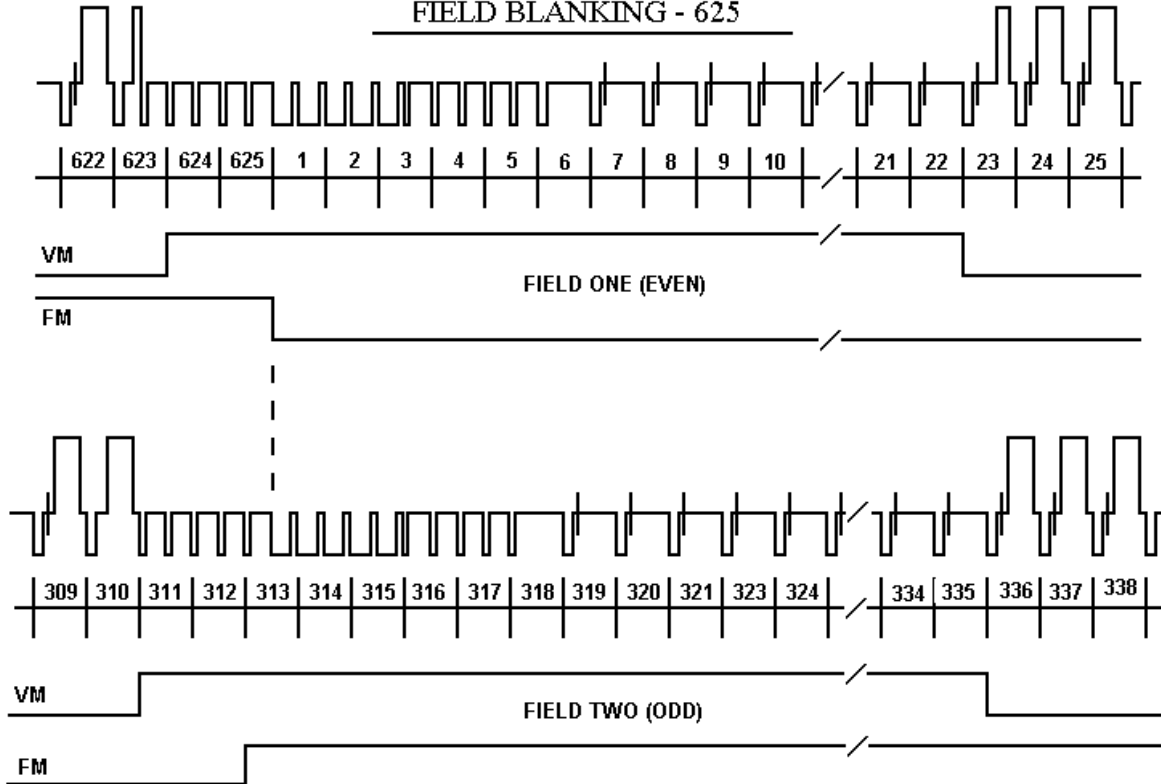 FIELD BLANKING - 625
622 623 624 625 1 2 3 4 5 6 7 8 9 10 21 22 23 24 25
VM
FIELD ONE (EVEN)
FM
309 310 311 312 313 314 315 316 317 318 319 320 321 323 324 334 335 336 337 338
VM
FIELD TWO (ODD)
FM